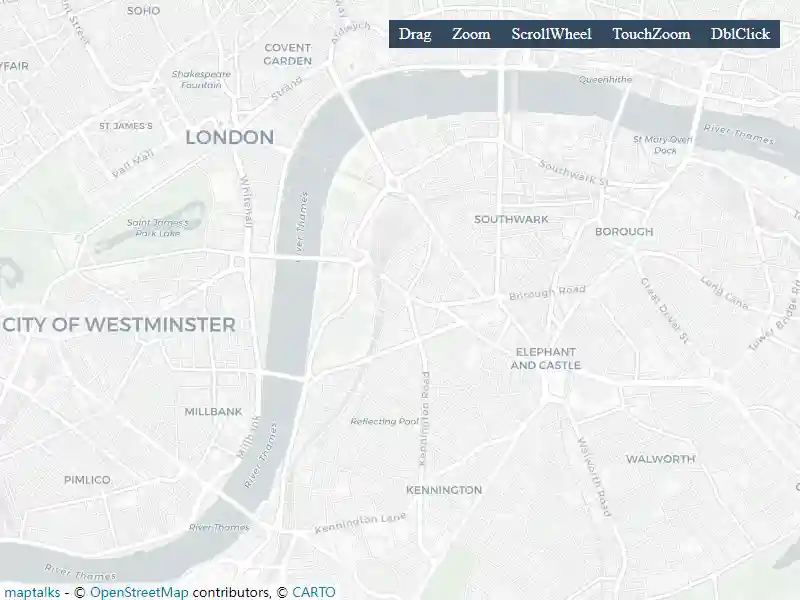 SOHO
Drag Zoom ScrollWheel TouchZoom DblClick
COVENT
GARDEN
Shakespeare
Fountain
Strand
Queenhithe
ST JAMES'S
LONDON
River Thames
St Mary Overi
Dock
Pall Mall
Southwark St
Whitehall
Saint James's
Park Lake
River Thames
SOUTHWARK
BOROUGH
Borough Road
Great Dover St
Long Lane
Tower Bridge Rd
CITY OF WESTMINSTER
ELEPHANT
AND CASTLE
MILLBANK
Reflecting Pool
Kennington Road
Millbank
River Thames
Walworth Road
WALWORTH
PIMLICO
KENNINGTON
River Thames
Kennington Lane
River Thames
maptalks - © OpenStreetMap contributors, © CARTO